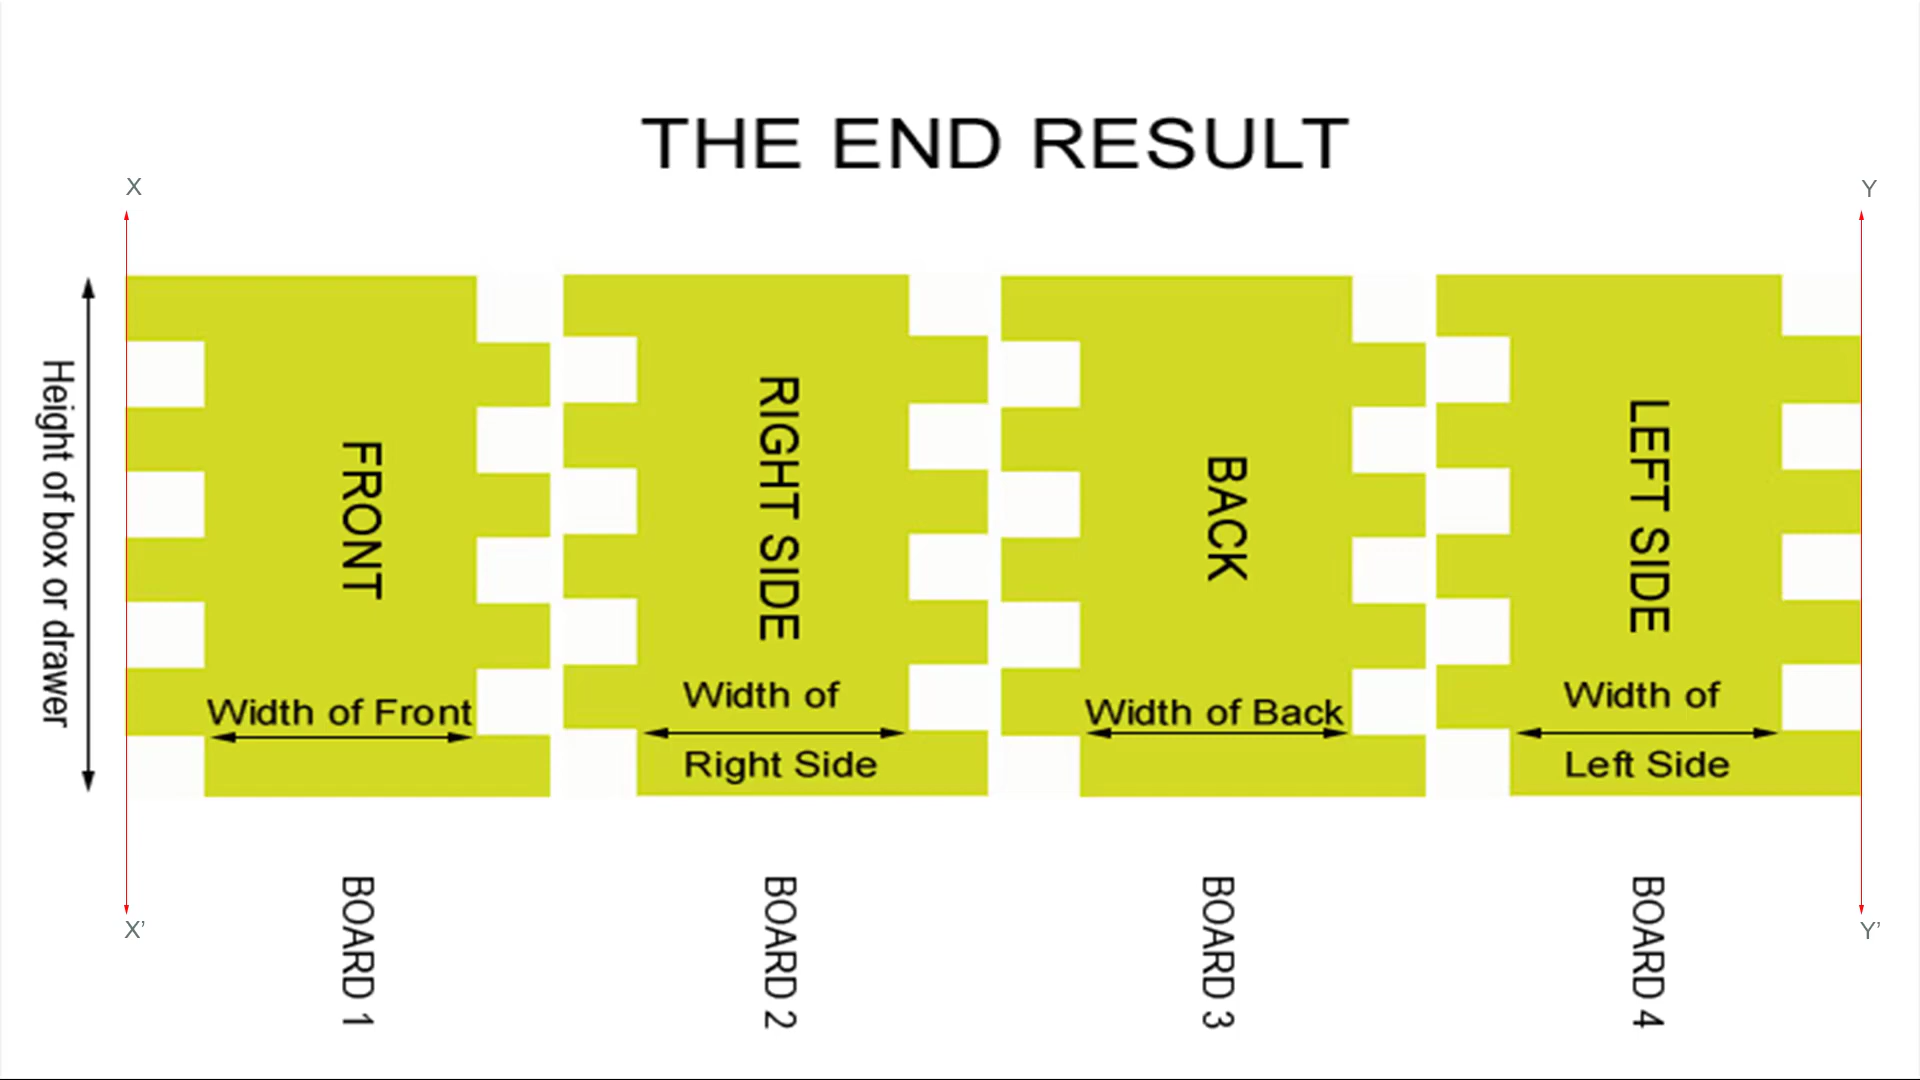 THE END RESULT
X
Y
Height of box or drawer
FRONT
RIGHT SIDE
BACK
LEFT SIDE
Width of Front
Width of
Right Side
Width of Back
Width of
Left Side
X’
Y’
BOARD 1
BOARD 2
BOARD 3
BOARD 4